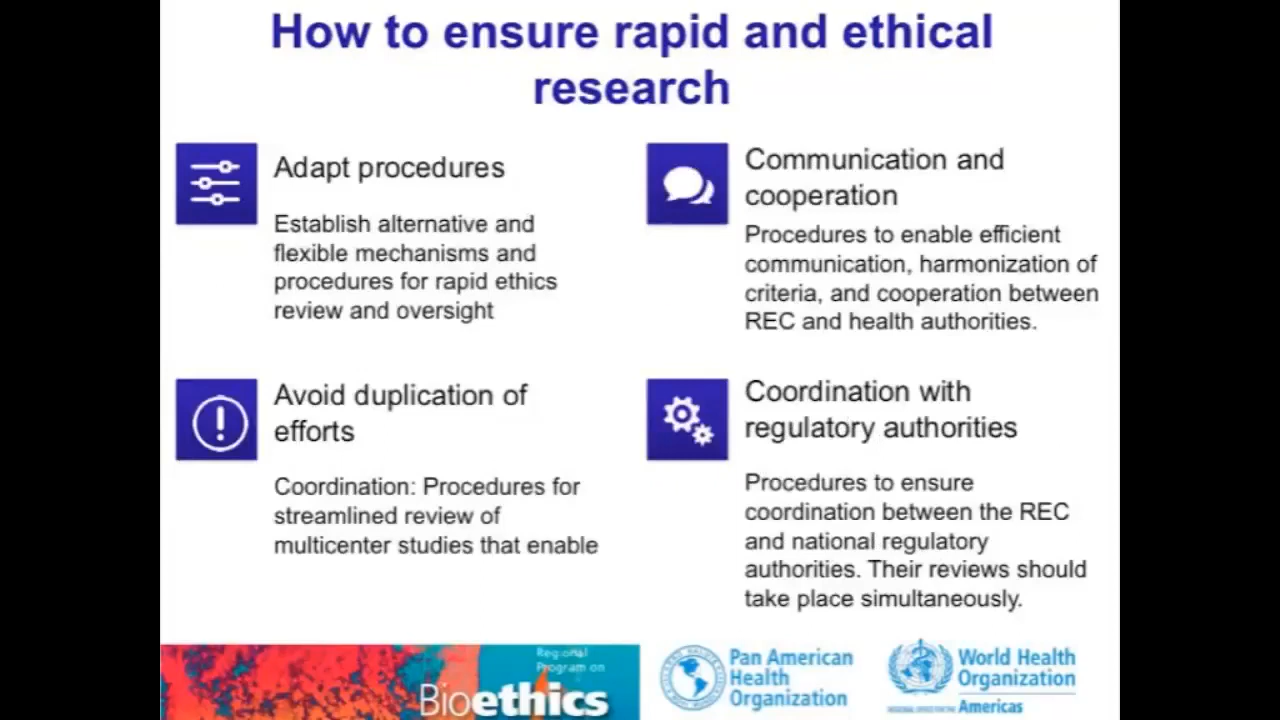 How to ensure rapid and ethical
research
Adapt procedures
Establish alternative and
flexible mechanisms and
procedures for rapid ethics
review and oversight
Communication and
cooperation
Procedures to enable efficient
communication, harmonization of
criteria, and cooperation between
REC and health authorities.
Avoid duplication of
efforts
Coordination: Procedures for
streamlined review of
multicenter studies that enable
Coordination with
regulatory authorities
Procedures to ensure
coordination between the REC
and national regulatory
authorities. Their reviews should
take place simultaneously.
Regional
Program on
Bioethics
Pan American
Health
Organization
World Health
Organization
REGIONAL OFFICE FOR THE Americas